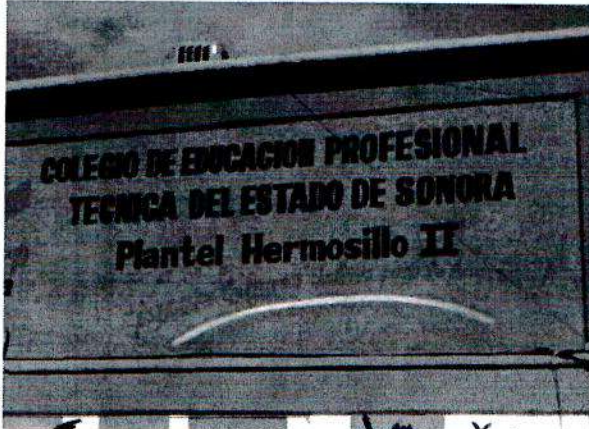 COLEGIO DE EDUCACION PROFESIONAL
TECNICA DEL ESTADO DE SONORA
Plantel Hermosillo II